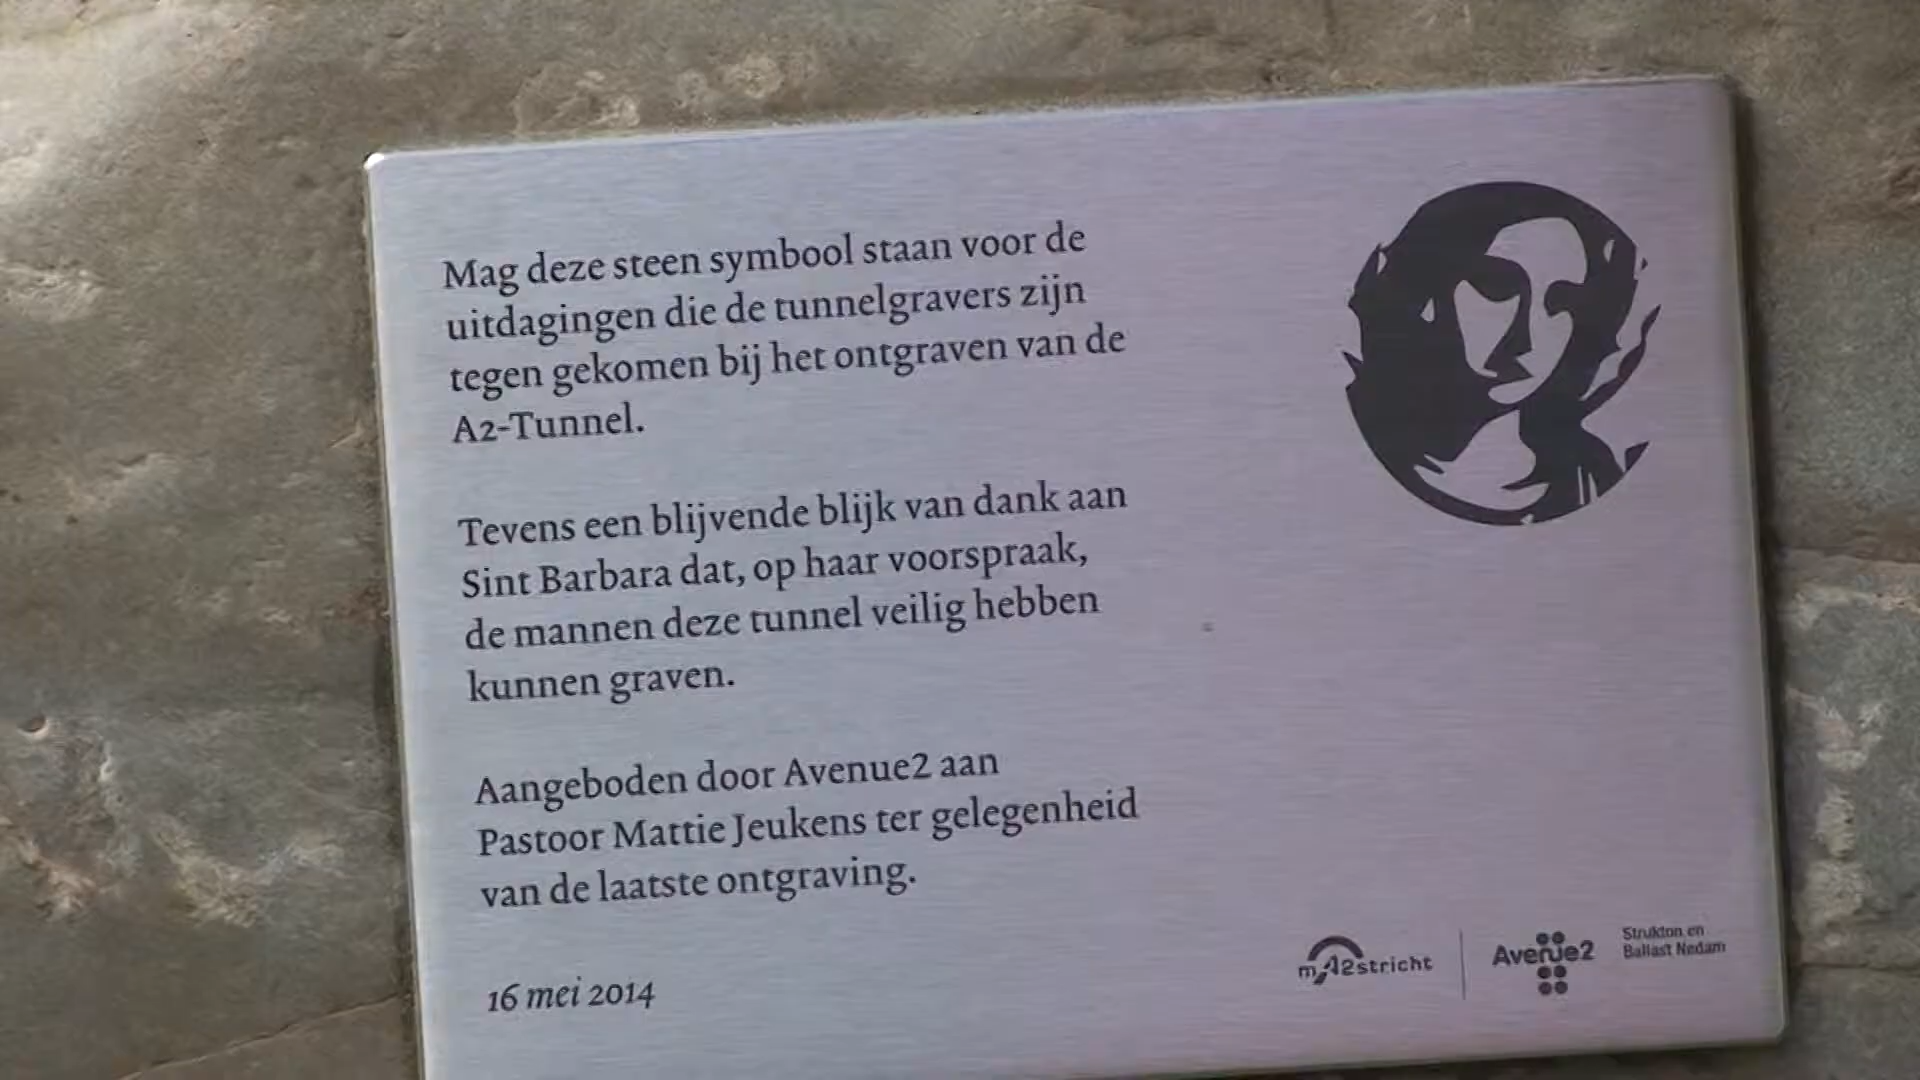 Mag deze steen symbool staan voor de
uitdagingen die de tunnelgravers zijn
tegen gekomen bij het ontgraven van de
A2-Tunnel.
Tevens een blijvende blijk van dank aan
Sint Barbara dat, op haar voorspraak,
de mannen deze tunnel veilig hebben
kunnen graven.
Aangeboden door Avenue2 aan
Pastoor Mattie Jeukens ter gelegenheid
van de laatste ontgraving.
16 mei 2014
mA2stricht
Avenue2
Strukton en
Ballast Nedam